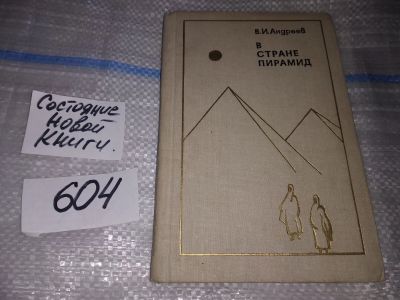 В.И.Андреев
В
СТРАНЕ
ПИРАМИД
Состояние
новой
книги.
604